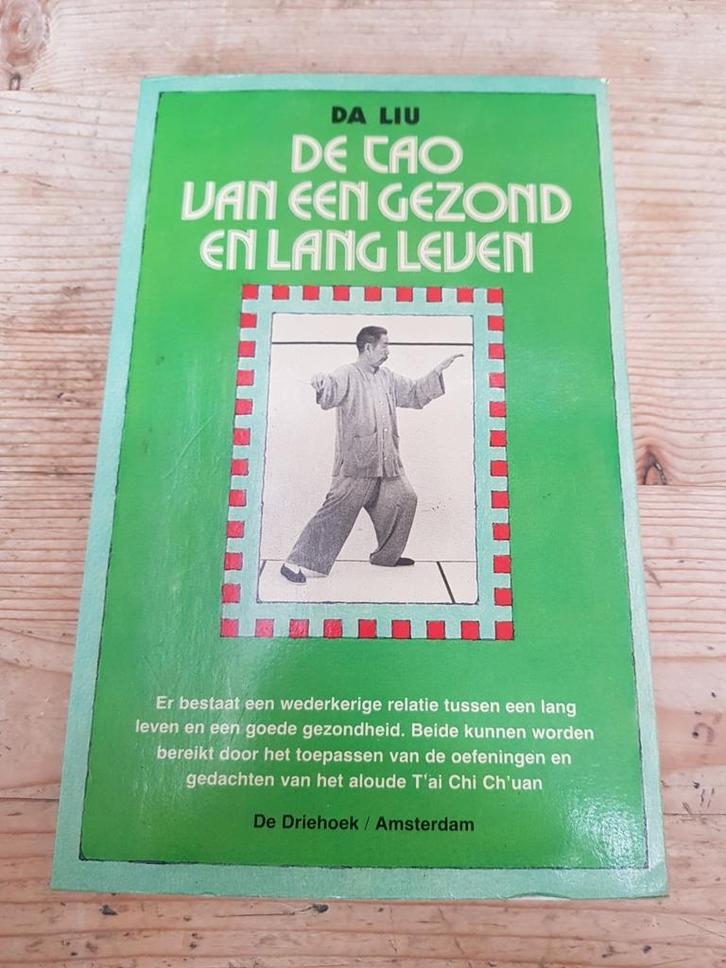 DA LIU
DE TAO
VAN EEN GEZOND
EN LANG LEVEN
Er bestaat een wederkerige relatie tussen een lang
leven en een goede gezondheid. Beide kunnen worden
bereikt door het toepassen van de oefeningen en
gedachten van het aloude T‛ai Chi Ch'uan
De Driehoek / Amsterdam